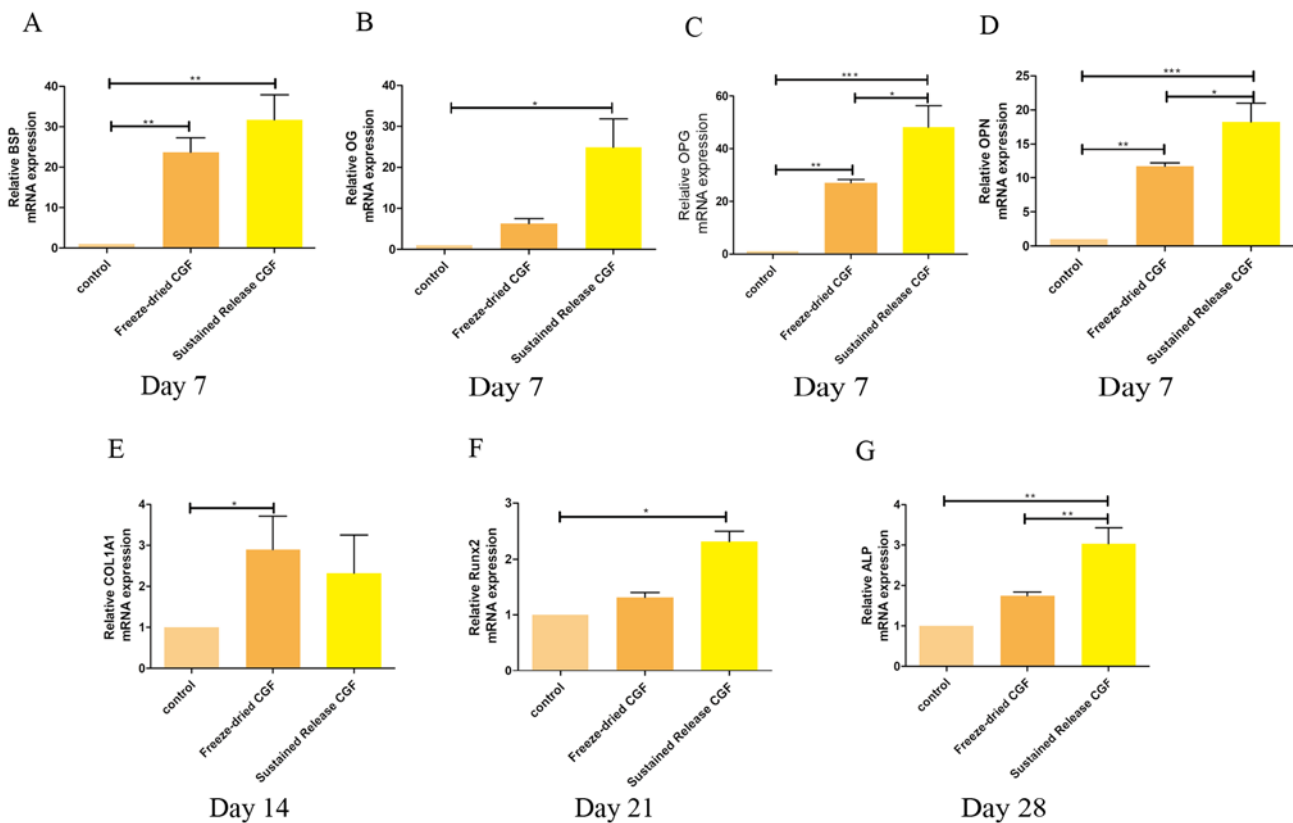 A
Relative BSP
mRNA expression
40
30
20
10
0
**
**
control
Freeze-dried CGF
Sustained Release CGF
Day 7
B
Relative OG
mRNA expression
40
30
20
10
0
*
control
Freeze-dried CGF
Sustained Release CGF
Day 7
C
Relative OPG
mRNA expression
60
40
20
0
***
*
**
control
Freeze-dried CGF
Sustained Release CGF
Day 7
D
Relative OPN
mRNA expression
25
20
15
10
5
0
***
*
**
control
Freeze-dried CGF
Sustained Release CGF
Day 7
E
Relative COL1A1
mRNA expression
4
3
2
1
0
*
control
Freeze-dried CGF
Sustained Release CGF
Day 14
F
Relative Runx2
mRNA expression
3
2
1
0
*
control
Freeze-dried CGF
Sustained Release CGF
Day 21
G
Relative ALP
mRNA expression
4
3
2
1
0
**
**
control
Freeze-dried CGF
Sustained Release CGF
Day 28